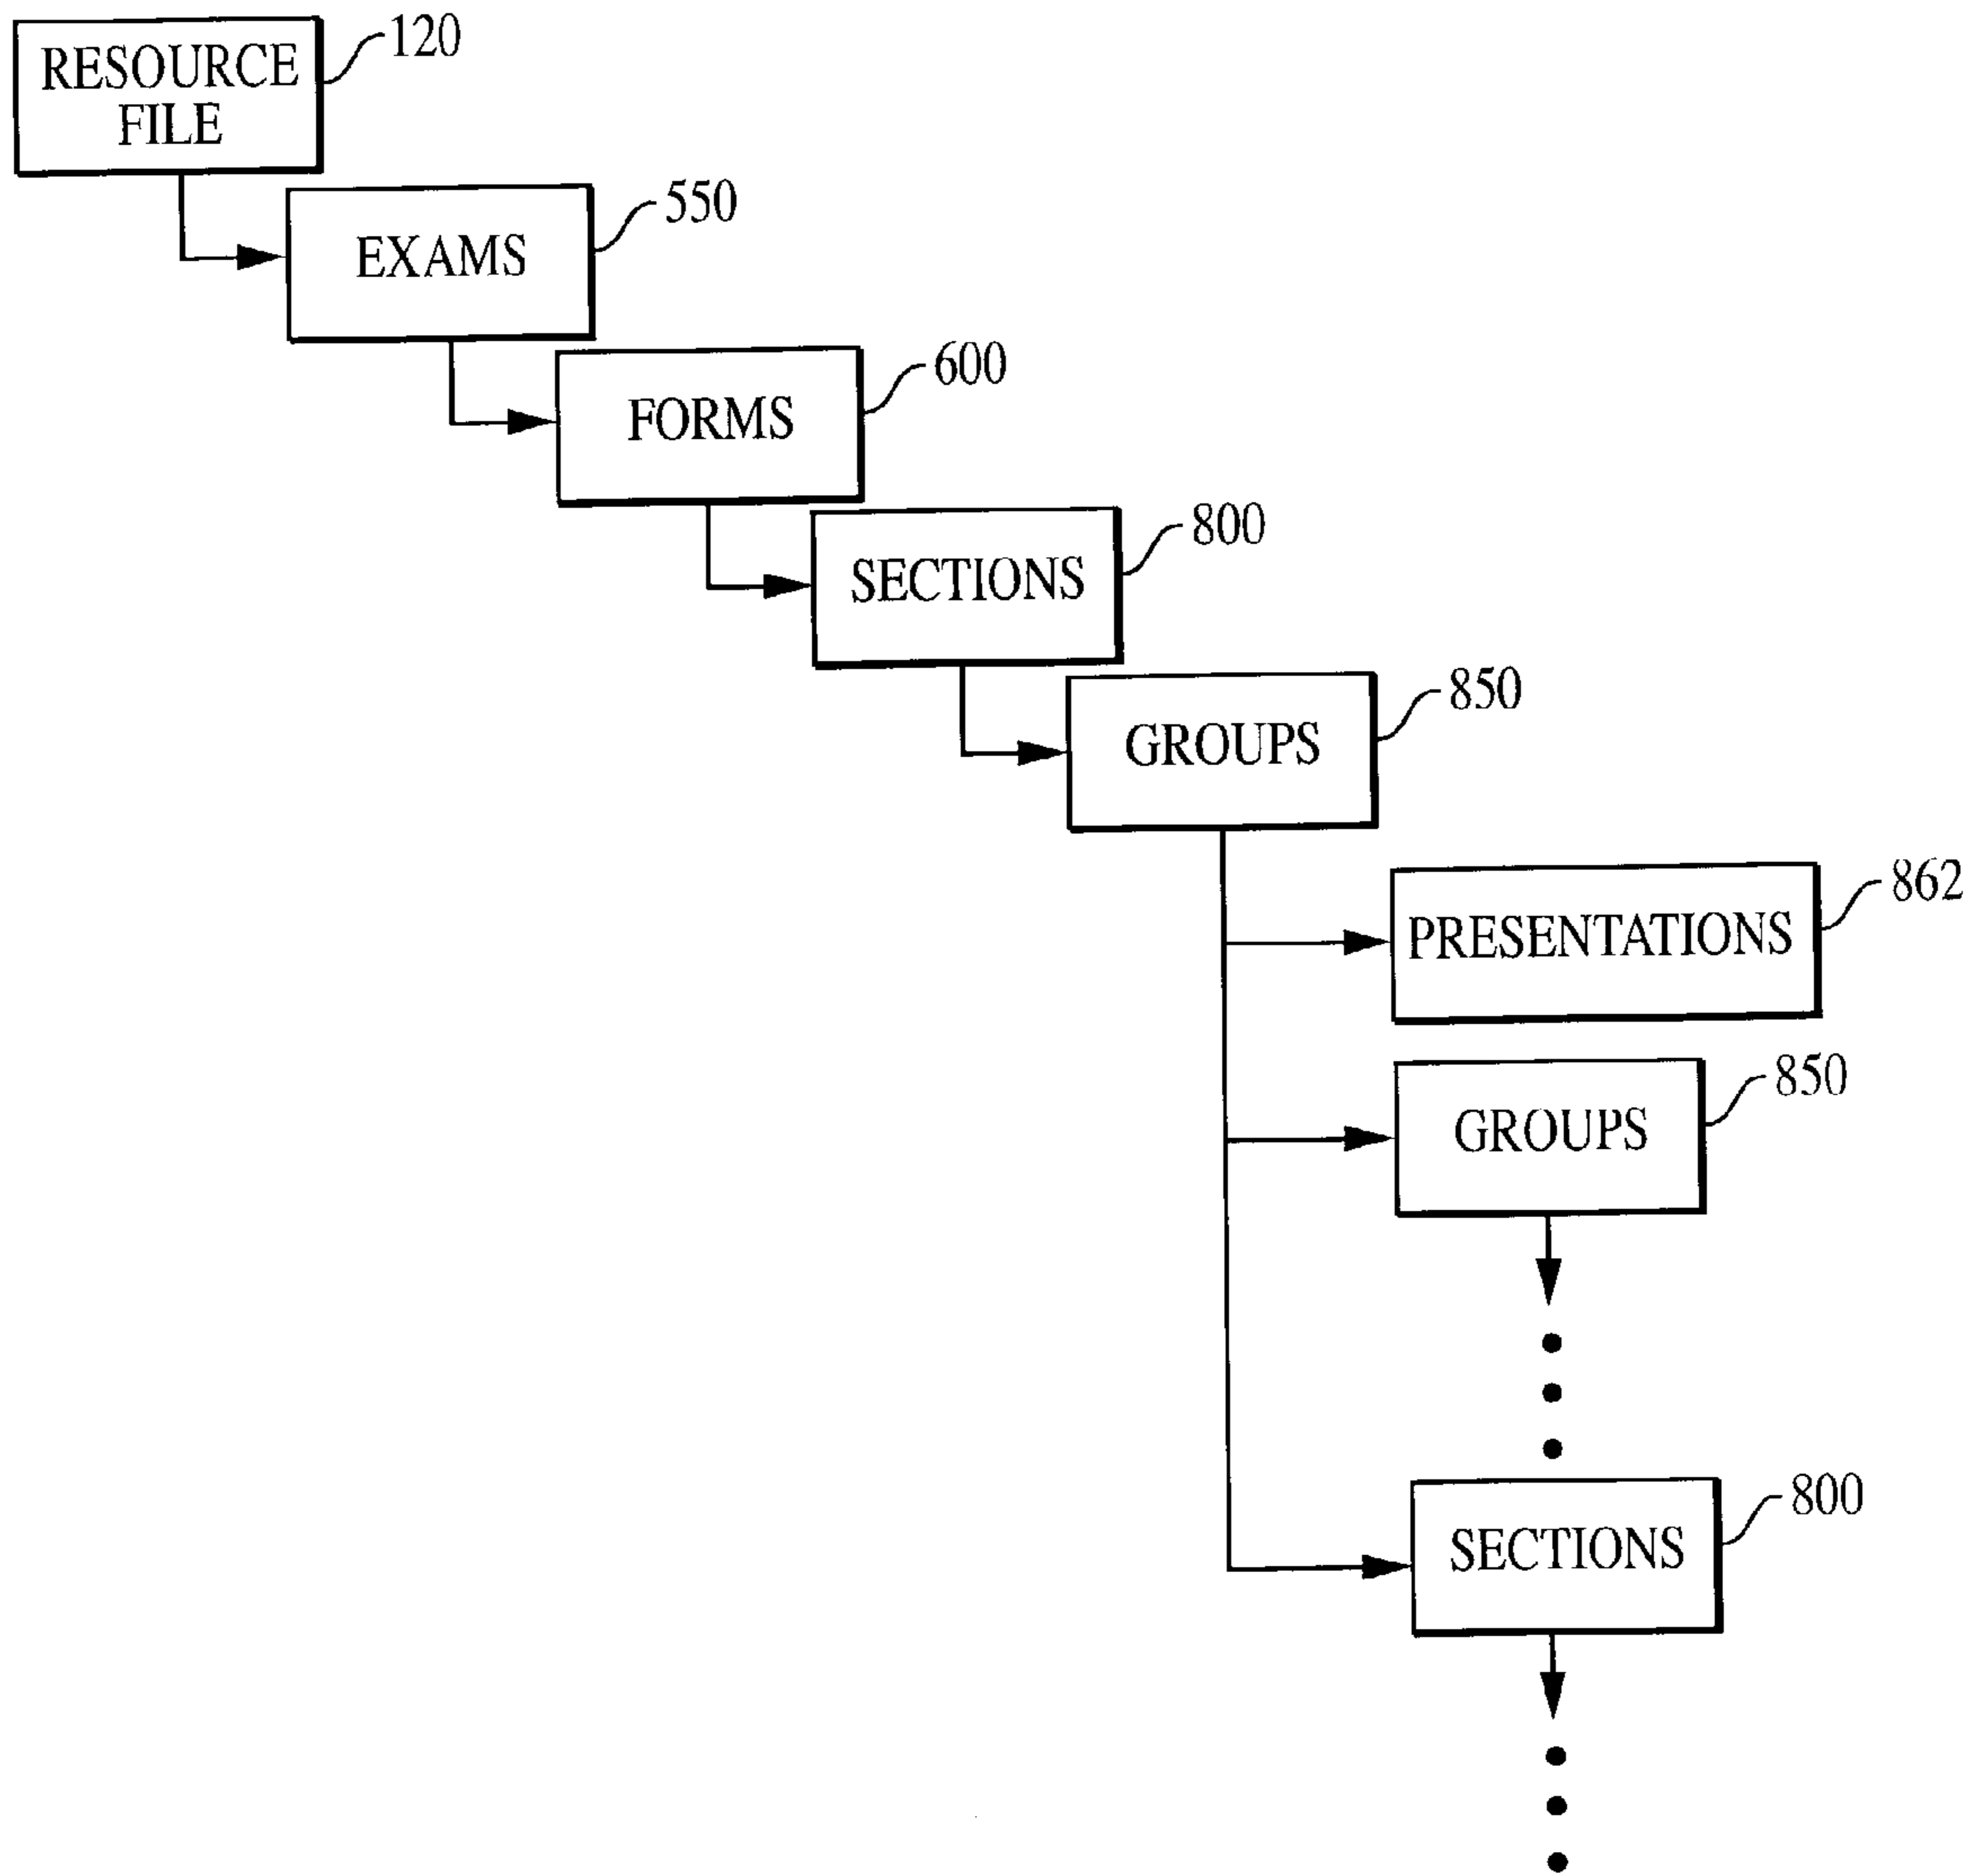 RESOURCE
FILE
120
EXAMS
550
FORMS
600
SECTIONS
800
GROUPS
850
PRESENTATIONS
862
GROUPS
850
SECTIONS
800